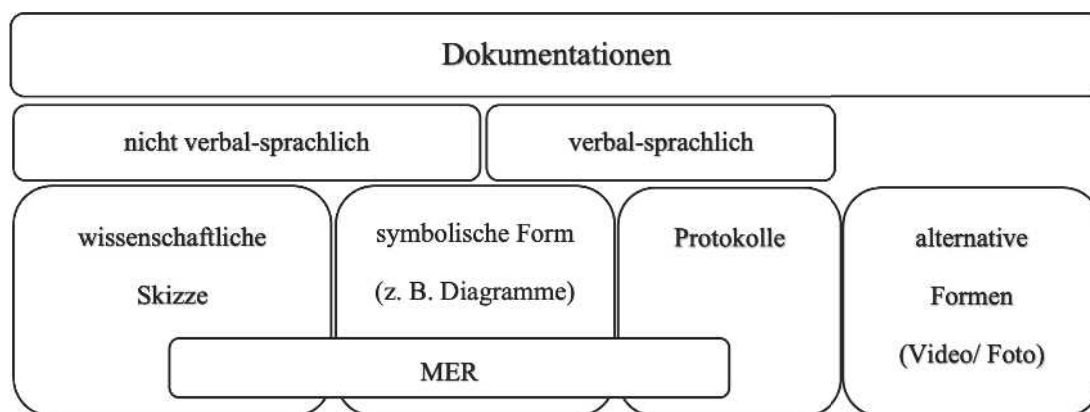 Dokumentationen
nicht verbal-sprachlich
verbal-sprachlich
wissenschaftliche
Skizze
symbolische Form
(z. B. Diagramme)
Protokolle
alternative
Formen
(Video/ Foto)
MER